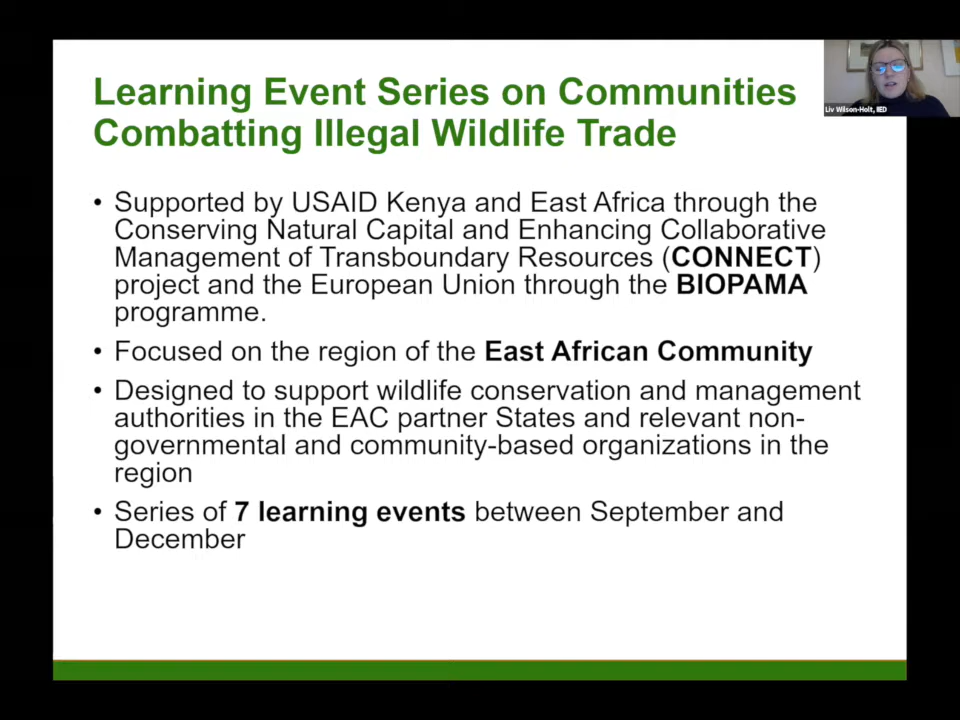 Learning Event Series on Communities
Combatting Illegal Wildlife Trade
• Supported by USAID Kenya and East Africa through the
Conserving Natural Capital and Enhancing Collaborative
Management of Transboundary Resources (CONNECT)
project and the European Union through the BIOPAMA
programme.
• Focused on the region of the East African Community
• Designed to support wildlife conservation and management
authorities in the EAC partner States and relevant non-
governmental and community-based organizations in the
region
• Series of 7 learning events between September and
December
Liv Wilson-Holt, IIED